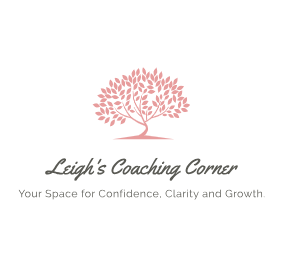 Leigh's Coaching Corner
Your Space for Confidence, Clarity and Growth.